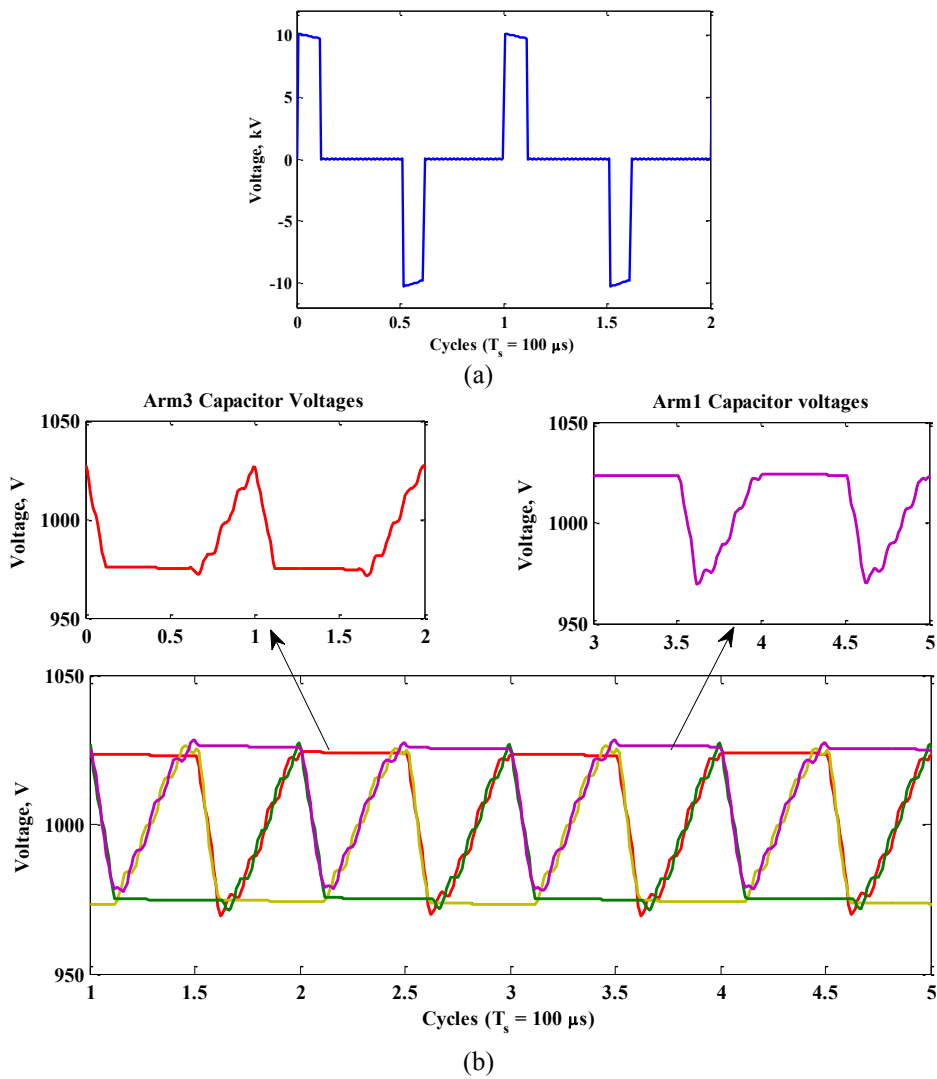 10
5
0
-5
-10
Voltage, kV
0 0.5 1 1.5 2
Cycles (Ts = 100 μs)
(a)
Arm3 Capacitor Voltages
1050
1000
950
Voltage, V
0 0.5 1 1.5 2
Arm1 Capacitor voltages
1050
1000
950
Voltage, V
3 3.5 4 4.5 5
1050
1000
950
Voltage, V
1 1.5 2 2.5 3 3.5 4 4.5 5
Cycles (Ts = 100 μs)
(b)